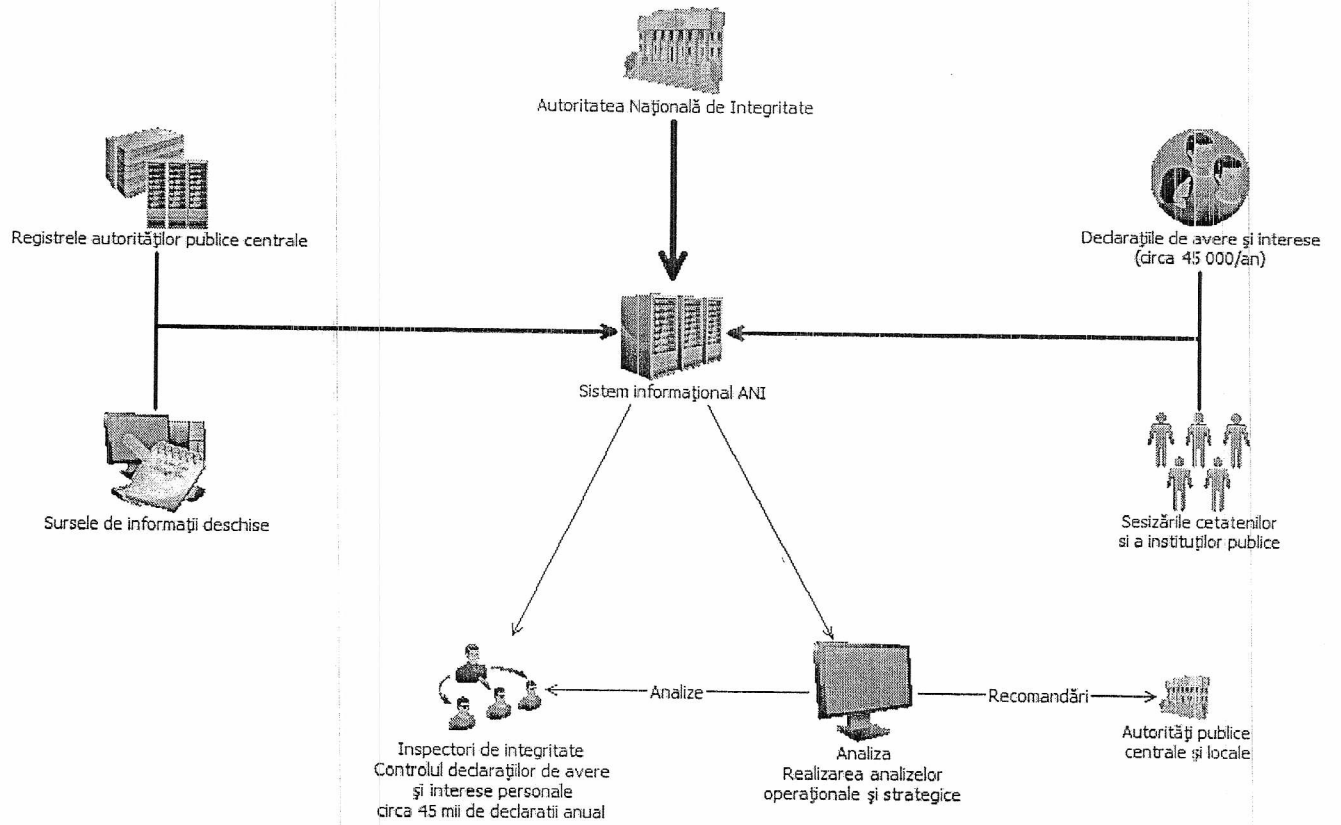 Autoritatea Naţională de Integritate
Registrele autorităţilor publice centrale
Declaraţiile de avere şi interese
(circa 45 000/an)
Sistem informaţional ANI
Sursele de informaţii deschise
Sesizările cetatenilor
si a instituţilor publice
Analize
Recomandări
Inspectori de integritate
Controlul declaraţiilor de avere
şi interese personale
circa 45 mii de declaratii anual
Analiza
Realizarea analizelor
operaţionale şi strategice
Autorităţi publice
centrale şi locale